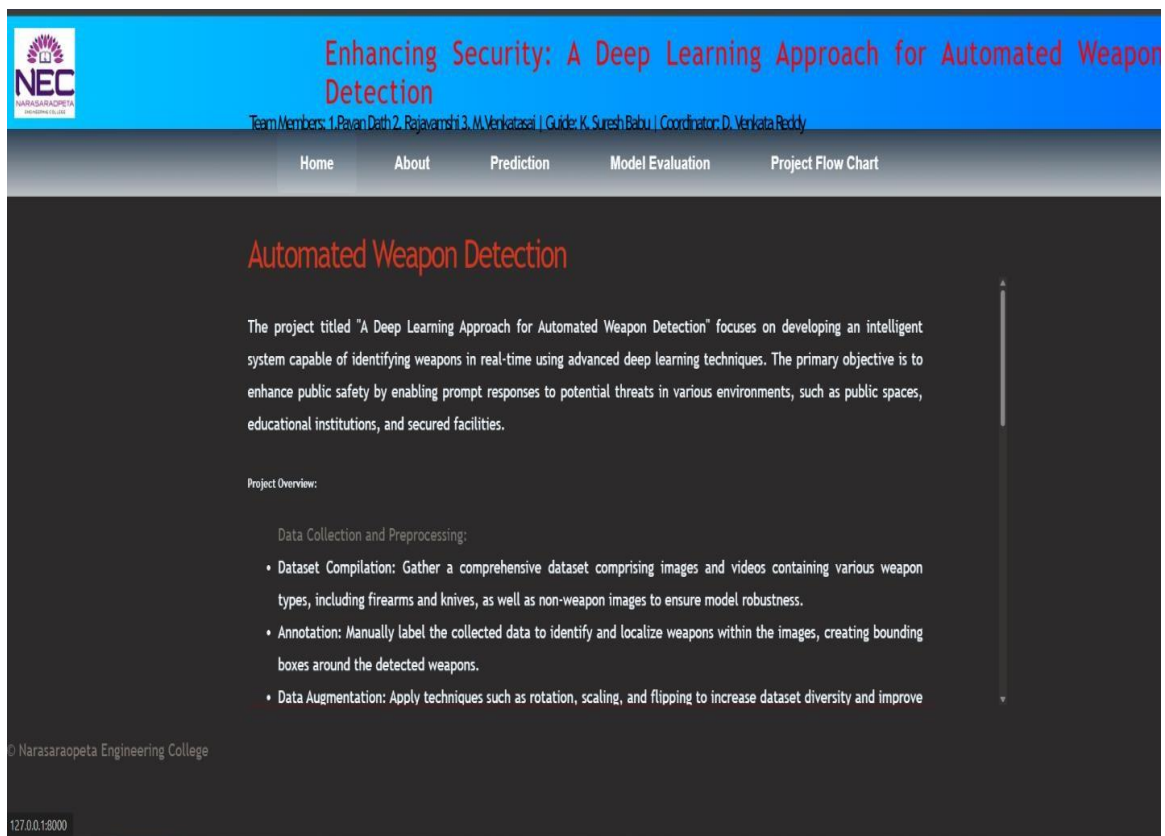 NEC
NARASARAOPETA
ENGINEERING COLLEGE
Enhancing Security: A Deep Learning Approach for Automated Weapon
Detection
Team Members: 1.Pavan Dath 2. Rajavamshi 3. M.Venkatasai | Guide: K. Suresh Babu | Coordinator: D. Venkata Reddy
Home About Prediction Model Evaluation Project Flow Chart
Automated Weapon Detection
The project titled "A Deep Learning Approach for Automated Weapon Detection" focuses on developing an intelligent
system capable of identifying weapons in real-time using advanced deep learning techniques. The primary objective is to
enhance public safety by enabling prompt responses to potential threats in various environments, such as public spaces,
educational institutions, and secured facilities.
Project Overview:
Data Collection and Preprocessing:
• Dataset Compilation: Gather a comprehensive dataset comprising images and videos containing various weapon
types, including firearms and knives, as well as non-weapon images to ensure model robustness.
• Annotation: Manually label the collected data to identify and localize weapons within the images, creating bounding
boxes around the detected weapons.
• Data Augmentation: Apply techniques such as rotation, scaling, and flipping to increase dataset diversity and improve
© Narasaraopeta Engineering College
127.0.0.1:8000